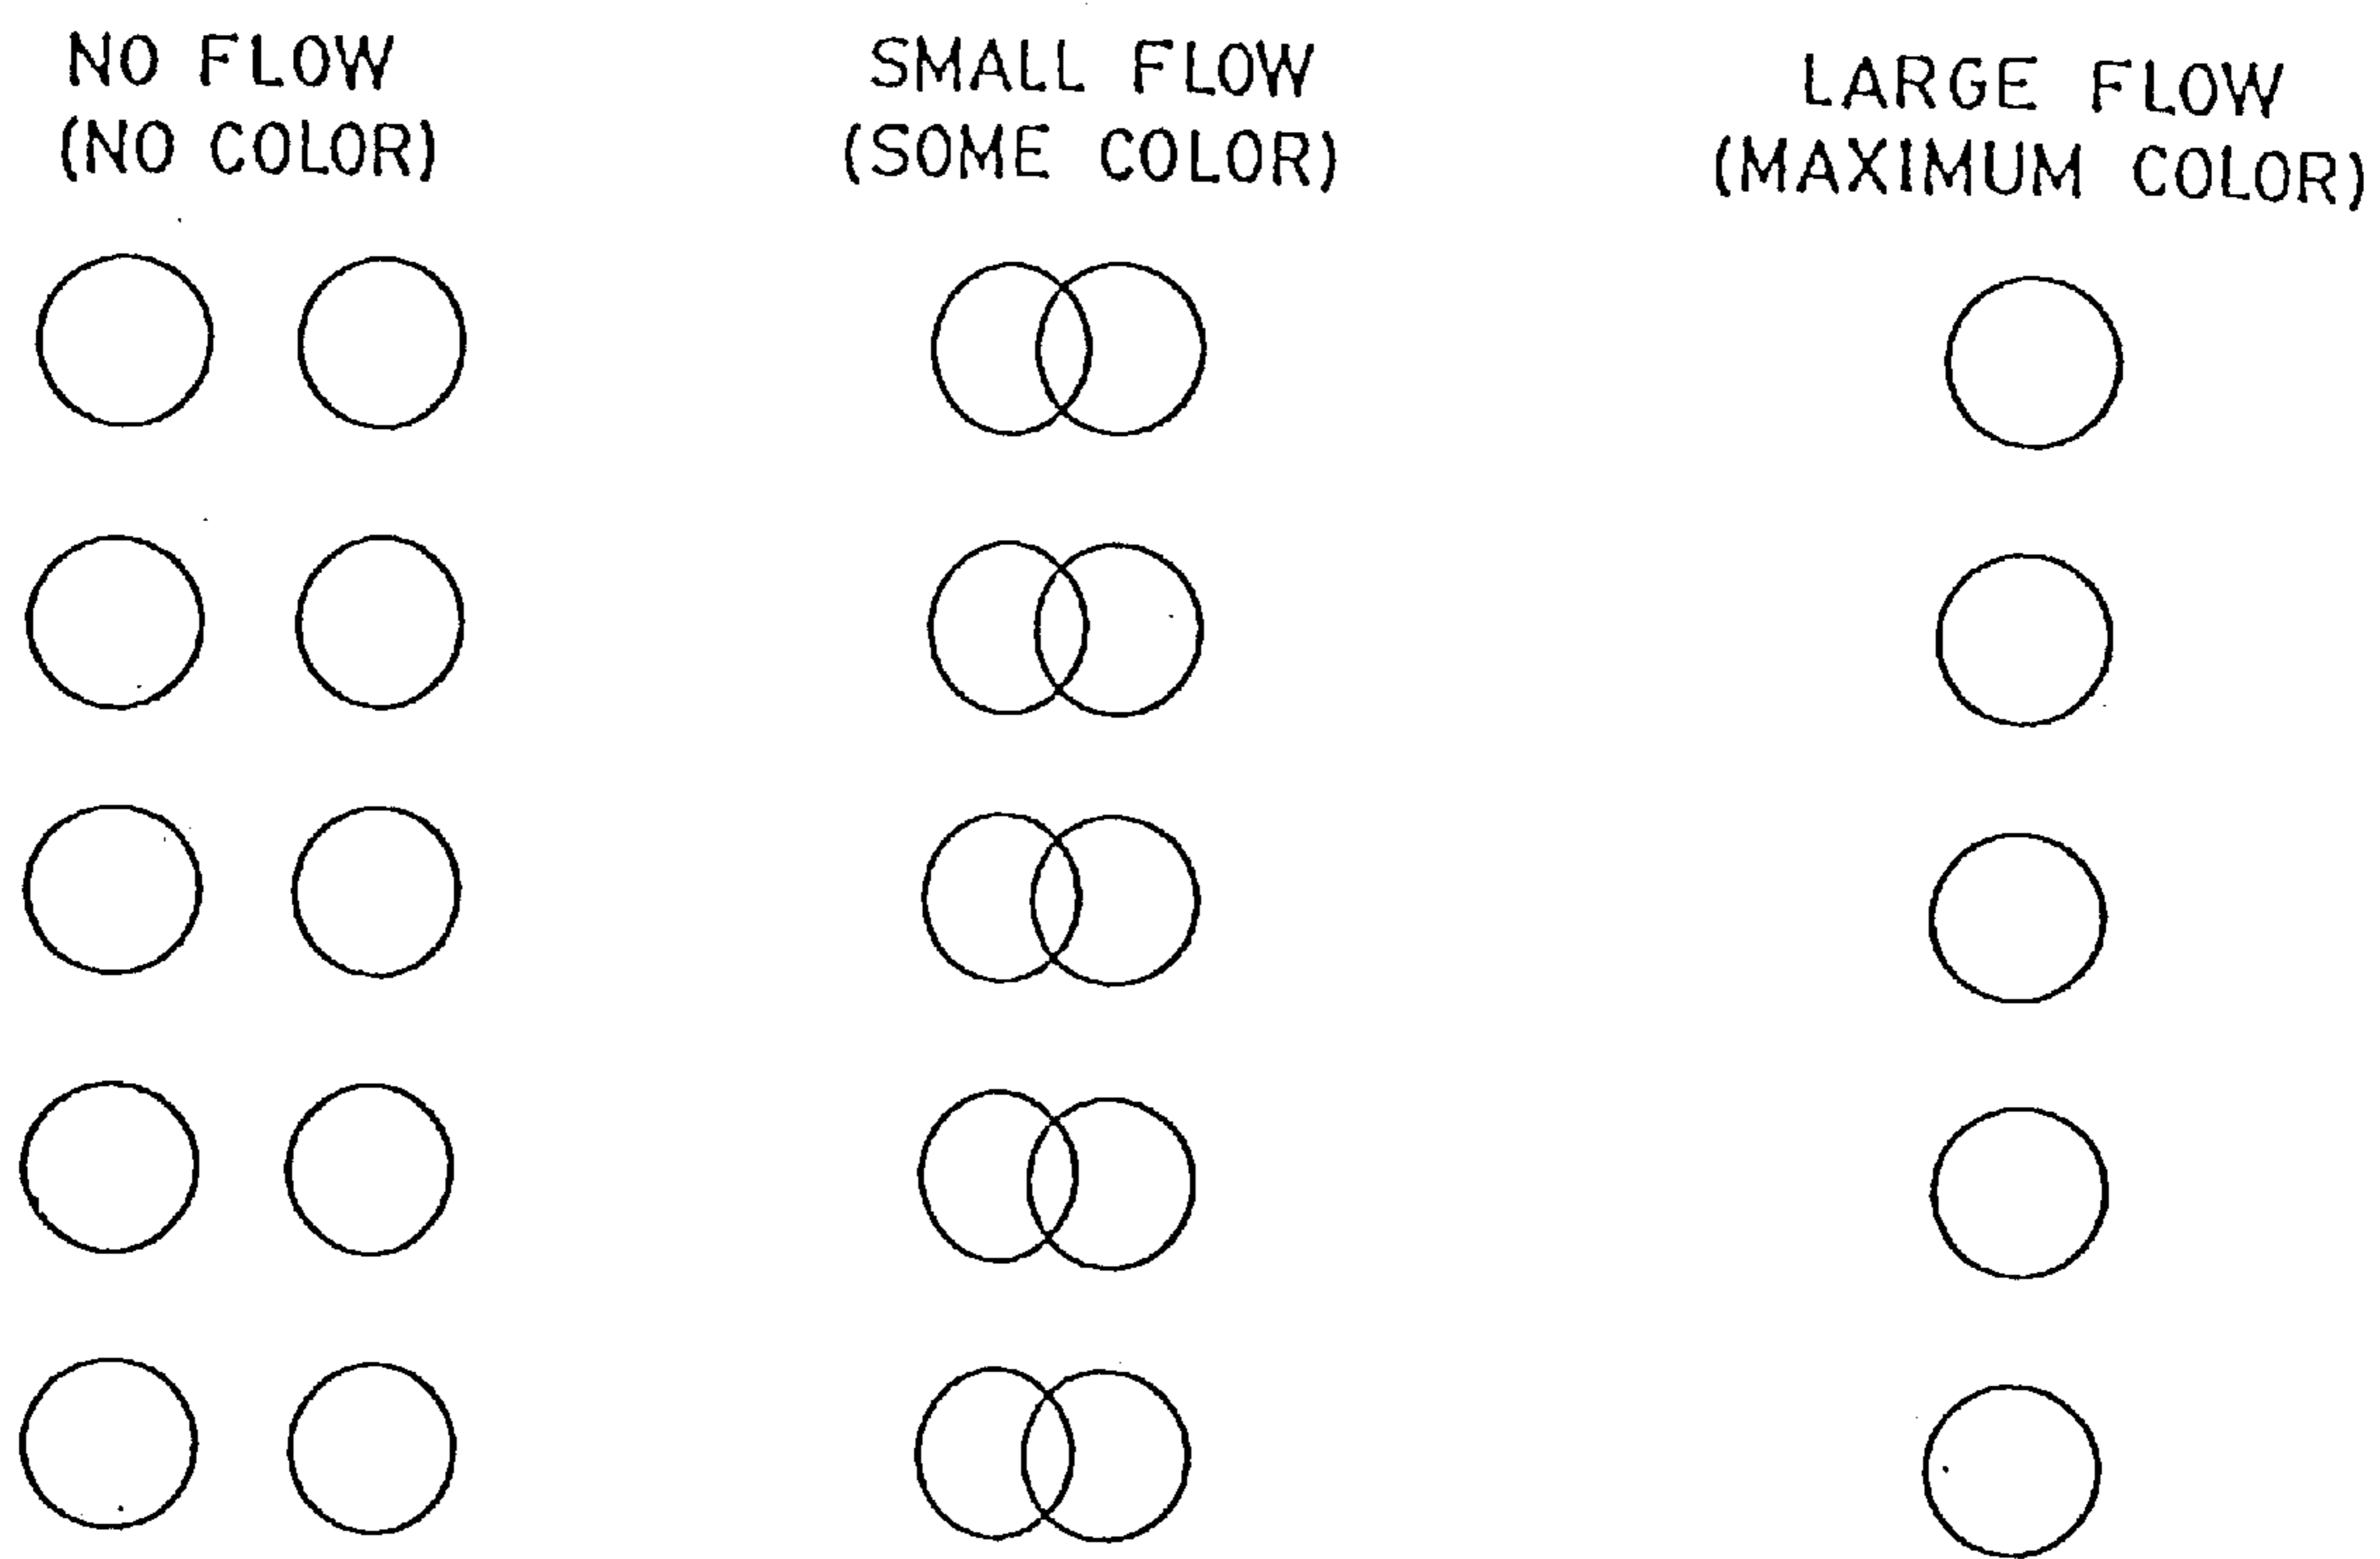 NO FLOW
(NO COLOR)
SMALL FLOW
(SOME COLOR)
LARGE FLOW
(MAXIMUM COLOR)